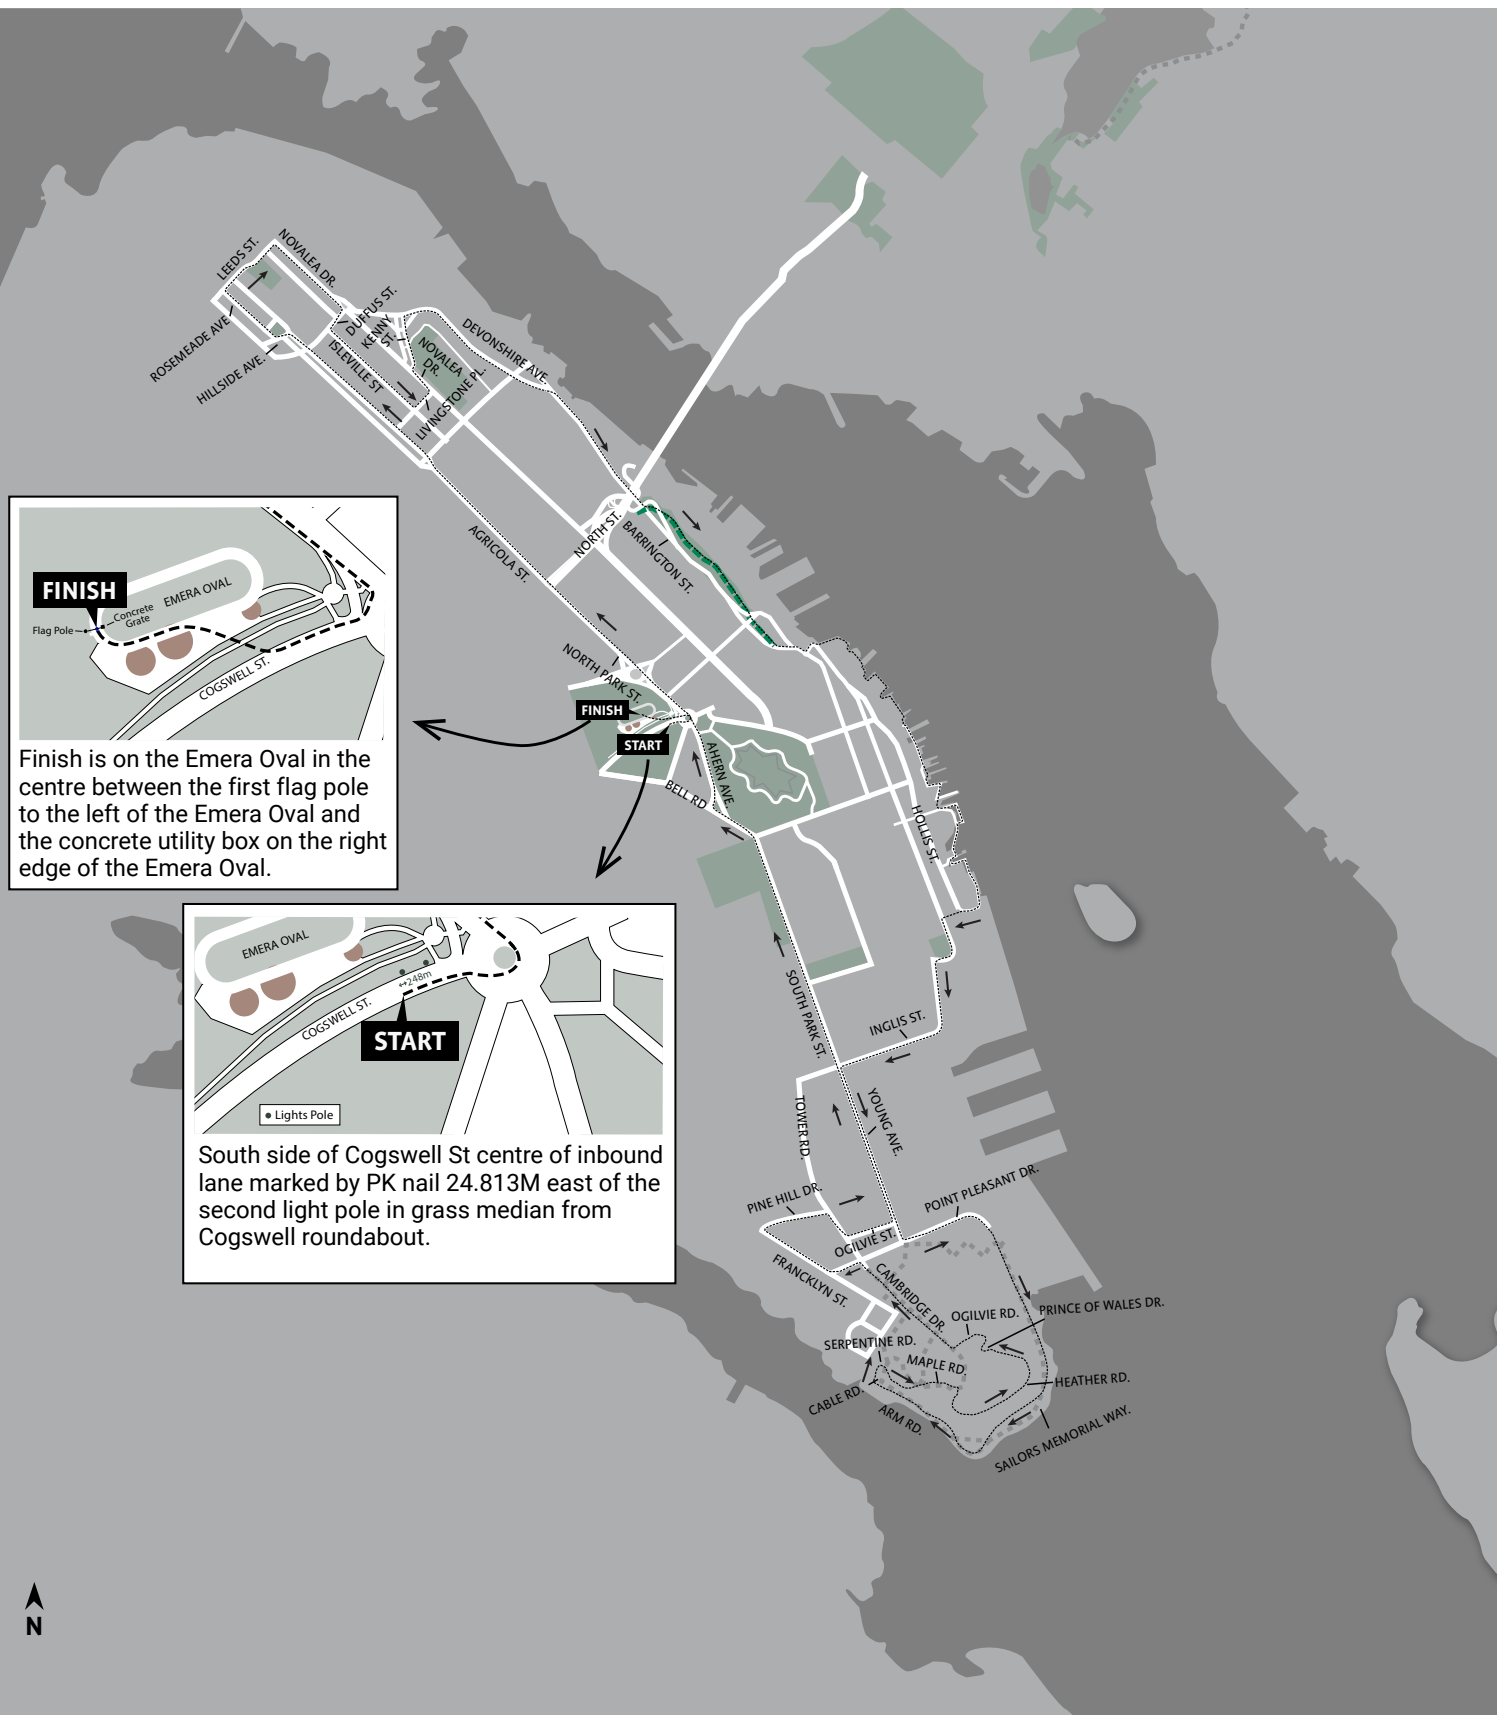 LEEDS ST.
NOVALEA DR.
DUFFUS ST.
KENNY
ST.
ROSEMEADE AVE
HILLSIDE AVE.
ISLEVILLE ST
NOVALEA
DR.
LIVINGSTONE PL.
DEVONSHIRE AVE.
AGRICOLA ST.
NORTH ST.
BARRINGTON ST.
NORTH PARK ST.
FINISH
START
AHERN AVE.
BELL RD
HOLLIS ST.
SOUTH PARK ST.
INGLIS ST.
TOWER RD.
YOUNG AVE.
PINE HILL DR.
POINT PLEASANT DR.
OGILVIE ST.
FRANCKLYN ST.
CAMBRIDGE DR.
OGILVIE RD.
PRINCE OF WALES DR.
SERPENTINE RD.
MAPLE RD
HEATHER RD.
CABLE RD.
ARM RD.
SAILORS MEMORIAL WAY.
FINISH
EMERA OVAL
Concrete
Grate
Flag Pole
COGSWELL ST.
Finish is on the Emera Oval in the
centre between the first flag pole
to the left of the Emera Oval and
the concrete utility box on the right
edge of the Emera Oval.
EMERA OVAL
↔248m
COGSWELL ST.
START
Lights Pole
South side of Cogswell St centre of inbound
lane marked by PK nail 24.813M east of the
second light pole in grass median from
Cogswell roundabout.
N